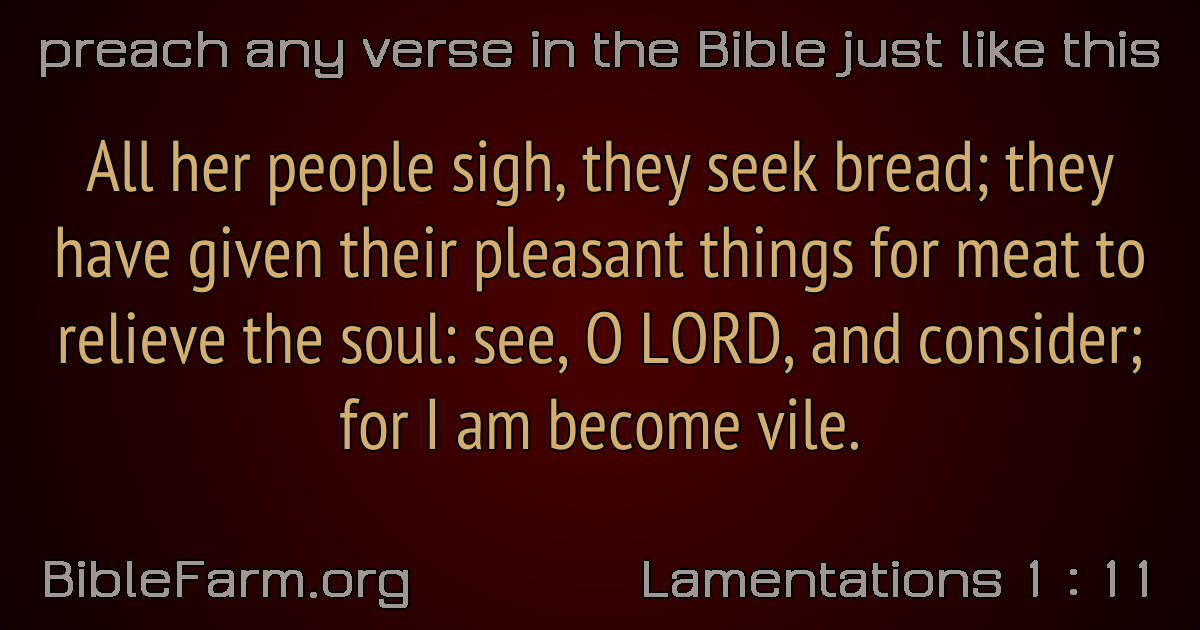 preach any verse in the Bible just like this
All her people sigh, they seek bread; they
have given their pleasant things for meat to
relieve the soul: see, O LORD, and consider;
for I am become vile.
BibleFarm.org
Lamentations 1 : 11